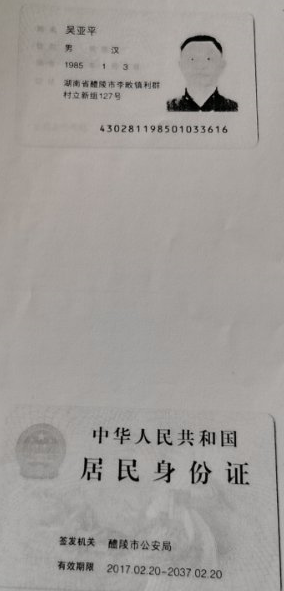 吴亚平
男 汉
1985 1 3
湖南省醴陵市李畋镇利群
村立新组127号
430281198501033616
中华人民共和国
居民身份证
签发机关 醴陵市公安局
有效期限 2017.02.20-2037.02.20